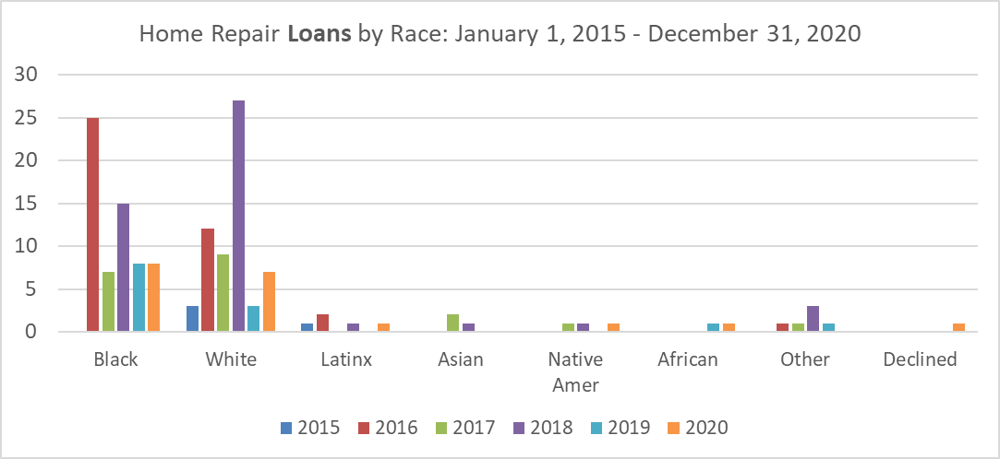 Home Repair Loans by Race: January 1, 2015 - December 31, 2020
30
25
20
15
10
5
0
Black White Latinx Asian Native Amer African Other Declined
2015 2016 2017 2018 2019 2020